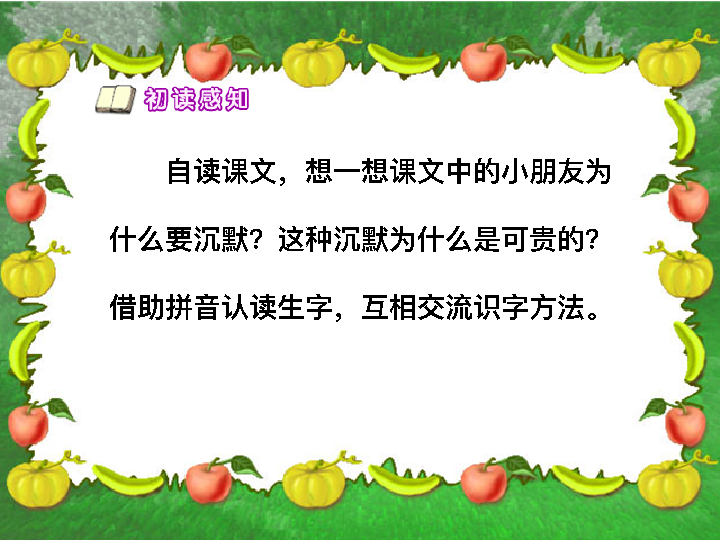 初读感知
自读课文，想一想课文中的小朋友为
什么要沉默？这种沉默为什么是可贵的？
借助拼音认读生字，互相交流识字方法。